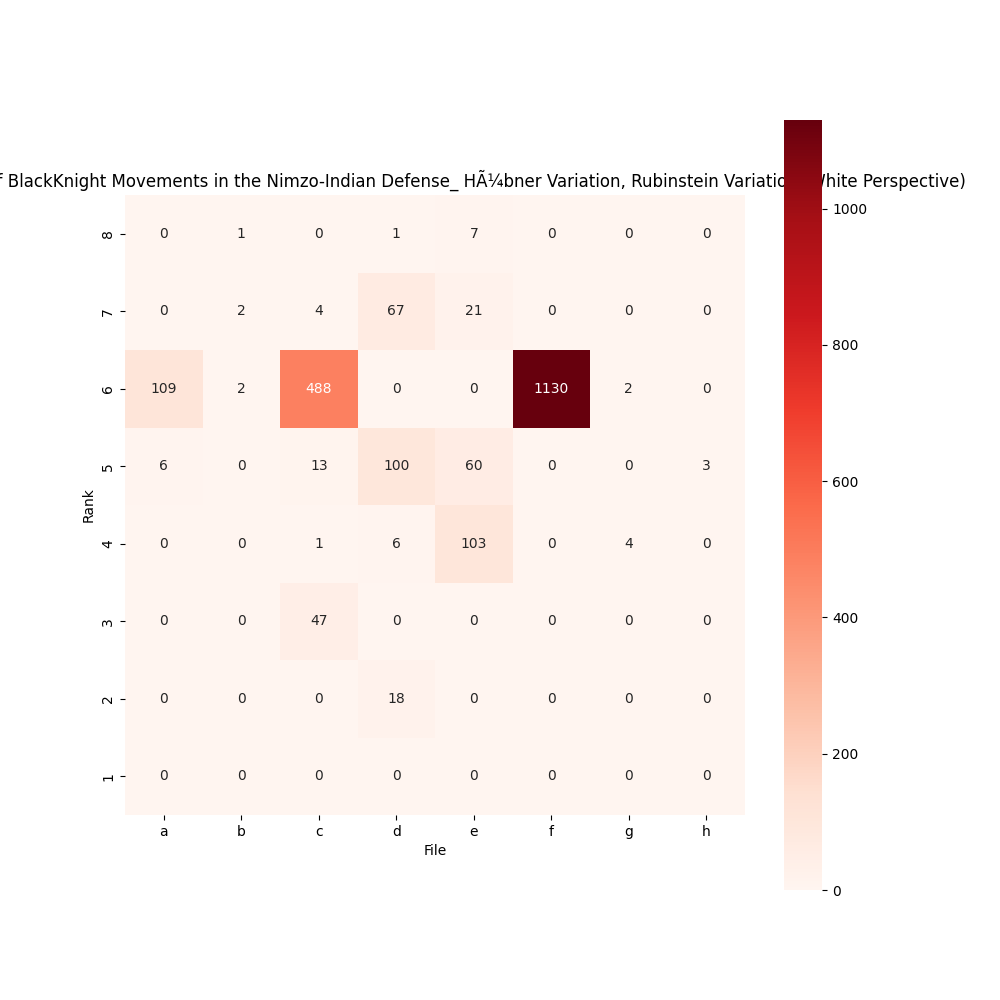 f BlackKnight Movements in the Nimzo-Indian Defense_ HÃ¼bner Variation, Rubinstein Variatio White Perspective)
8 0 1 0 1 7 0 0 0
7 0 2 4 67 21 0 0 0
6 109 2 488 0 0 1130 2 0
5 6 0 13 100 60 0 0 3
4 0 0 1 6 103 0 4 0
3 0 0 47 0 0 0 0 0
2 0 0 0 18 0 0 0 0
1 0 0 0 0 0 0 0 0
a b c d e f g h
File
Rank
1000
800
600
400
200
0